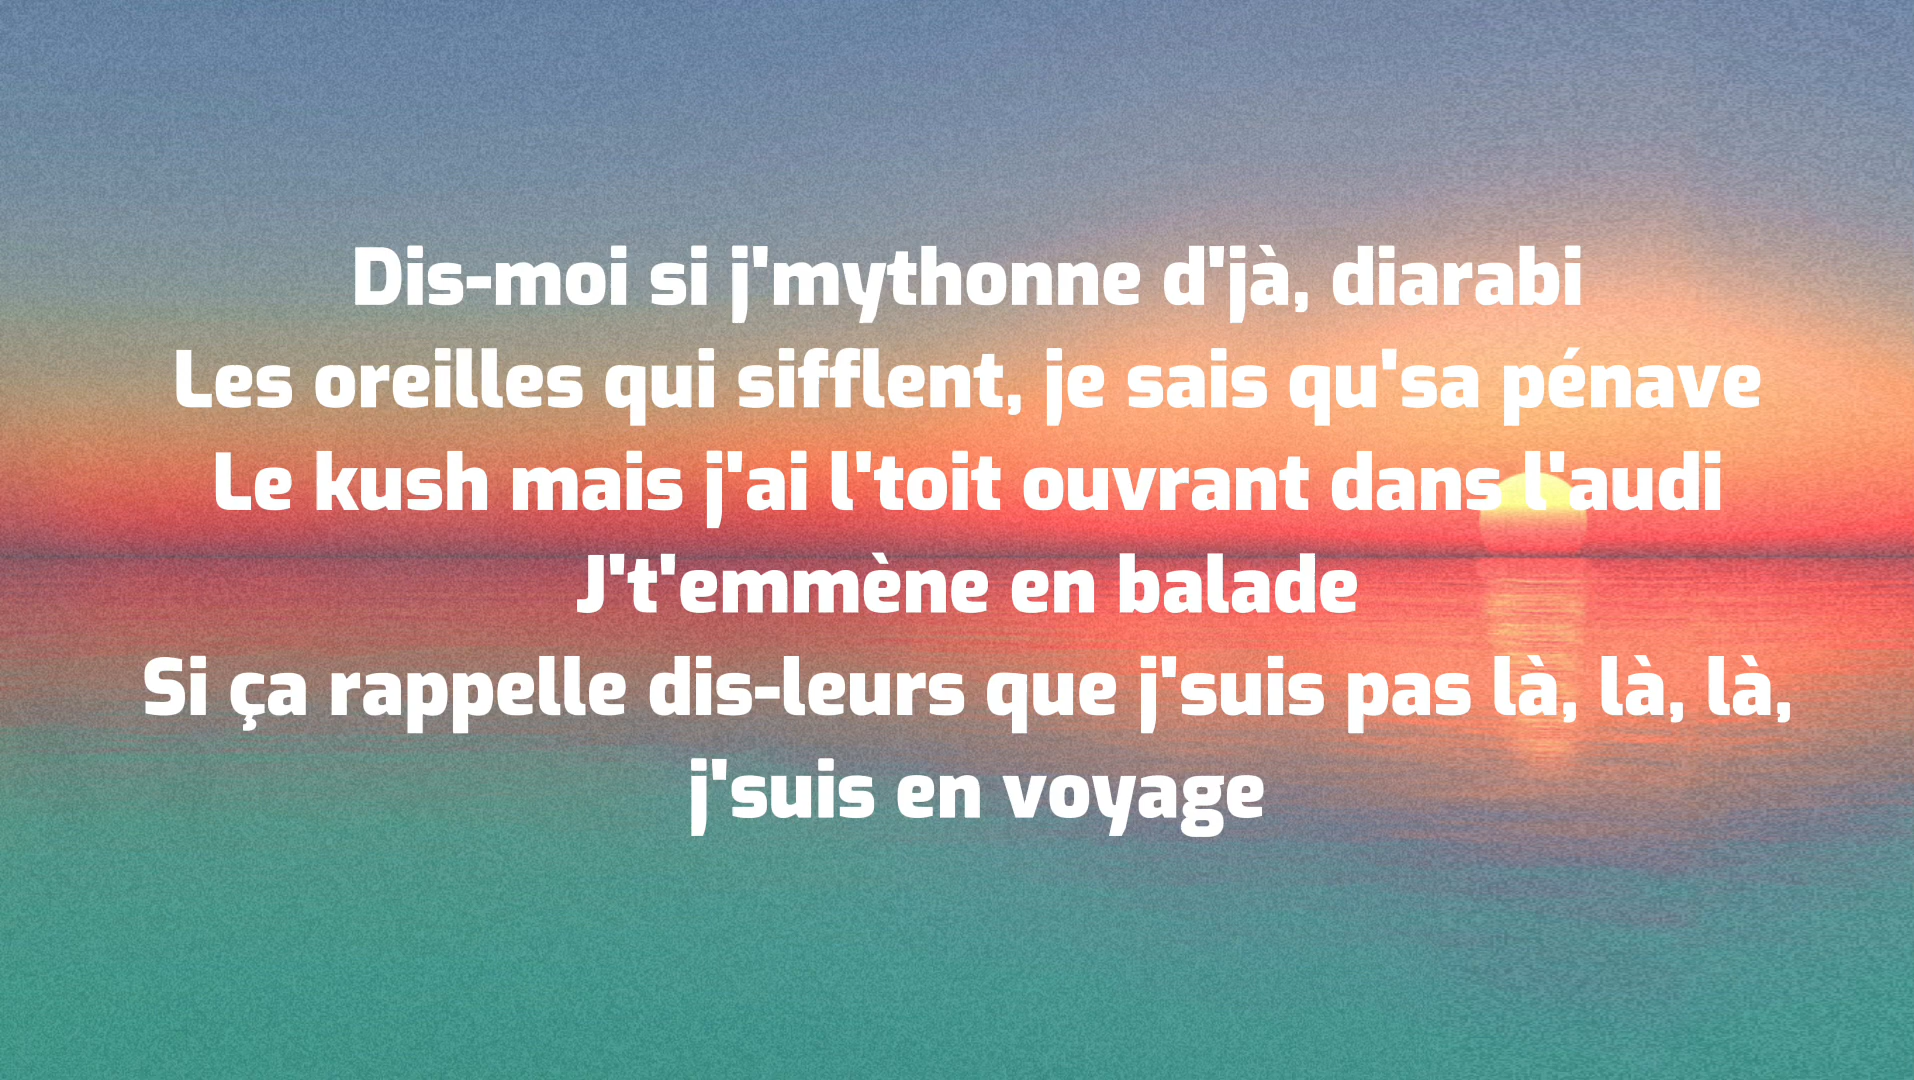 Dis-moi si j'mythonne d'jà, diarabi
Les oreilles qui sifflent, je sais qu'sa pénave
Le kush mais j'ai l'toit ouvrant dans l'audi
J't'emmène en balade
Si ça rappelle dis-leurs que j'suis pas là, là, là,
j'suis en voyage